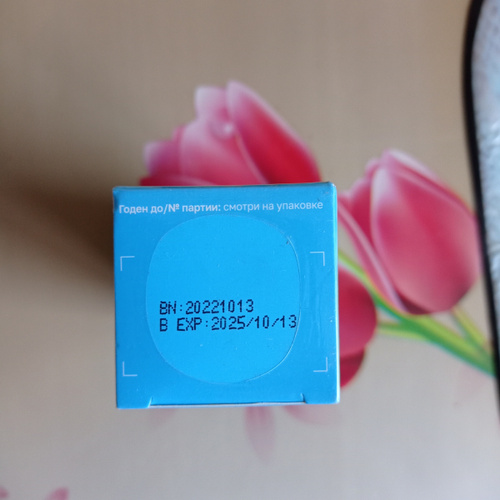 Годен до/№ партии: смотри на упаковке
BN:20221013
B EXP:2025/10/13